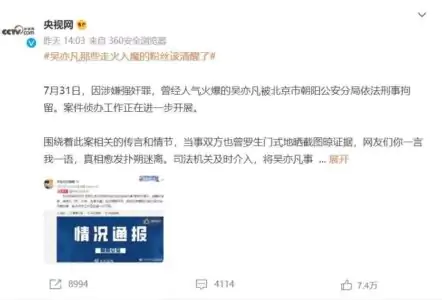 CCTV.com
央视网
昨天 14:03 来自 360安全浏览器
#吴亦凡那些走火入魔的粉丝该清醒了#
7月31日，因涉嫌强奸罪，曾经人气火爆的吴亦凡被北京市朝阳公安分局依法刑事拘
留。案件侦办工作正在进一步开展。
围绕着此案相关的传言和情节，当事双方也曾罗生门式地晒截图晾证据，网友们你一言
我一语，真相愈发扑朔迷离。司法机关及时介入，将吴亦凡事 ... 展开
情况通报
8994
4114
7.4万